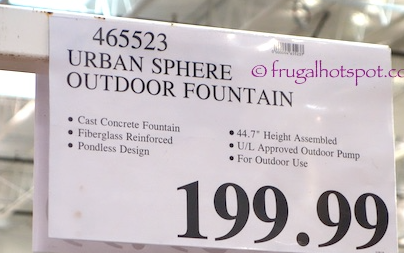 465523
URBAN SPHERE
OUTDOOR FOUNTAIN
© frugalhotspot.co
• Cast Concrete Fountain
• Fiberglass Reinforced
• Pondless Design
• 44.7" Height Assembled
• U/L Approved Outdoor Pump
• For Outdoor Use
199.99